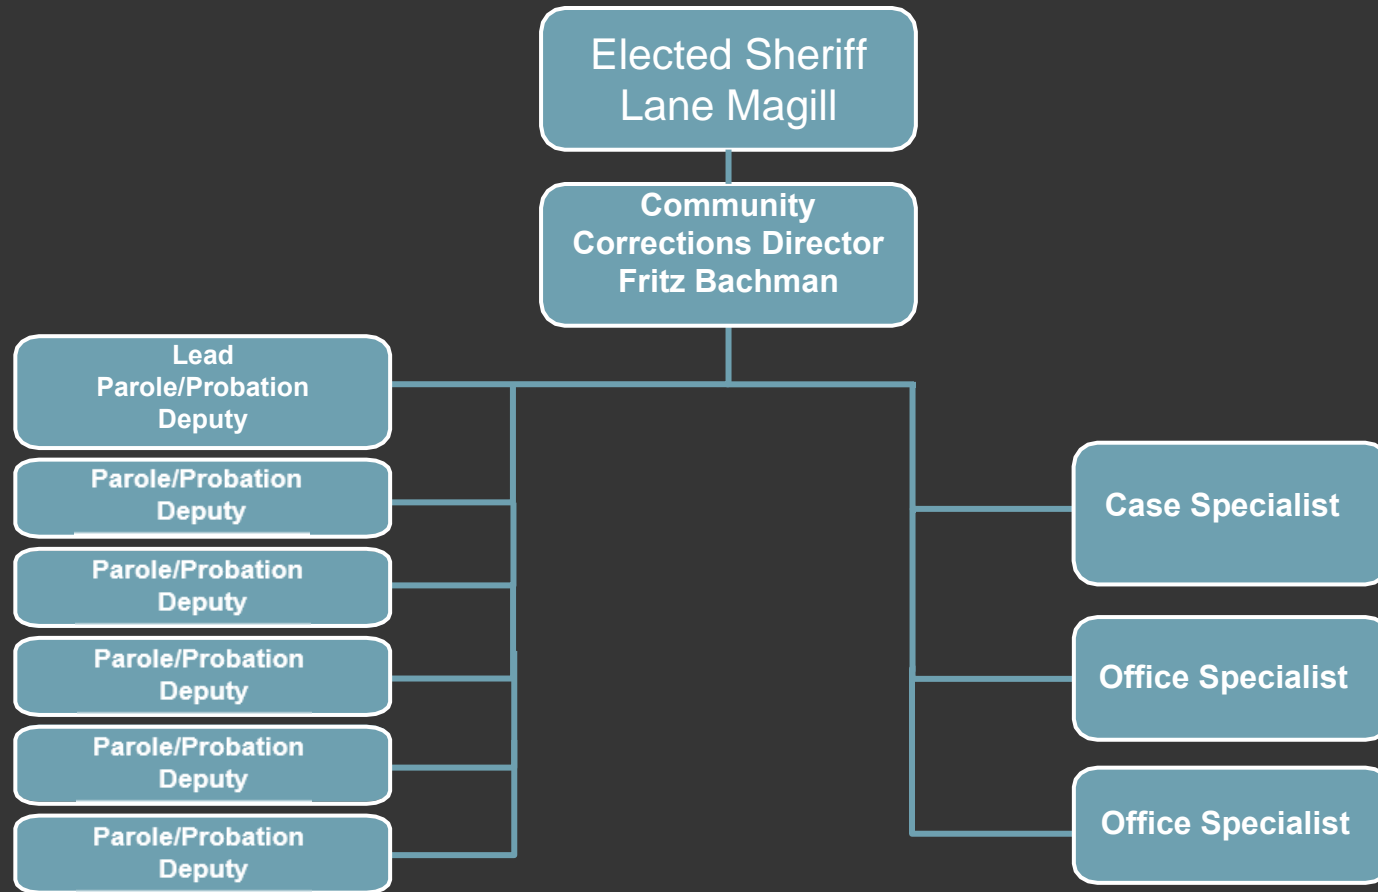 Elected Sheriff
Lane Magill
Community
Corrections Director
Fritz Bachman
Lead
Parole/Probation
Deputy
Parole/Probation
Deputy
Parole/Probation
Deputy
Parole/Probation
Deputy
Parole/Probation
Deputy
Parole/Probation
Deputy
Case Specialist
Office Specialist
Office Specialist